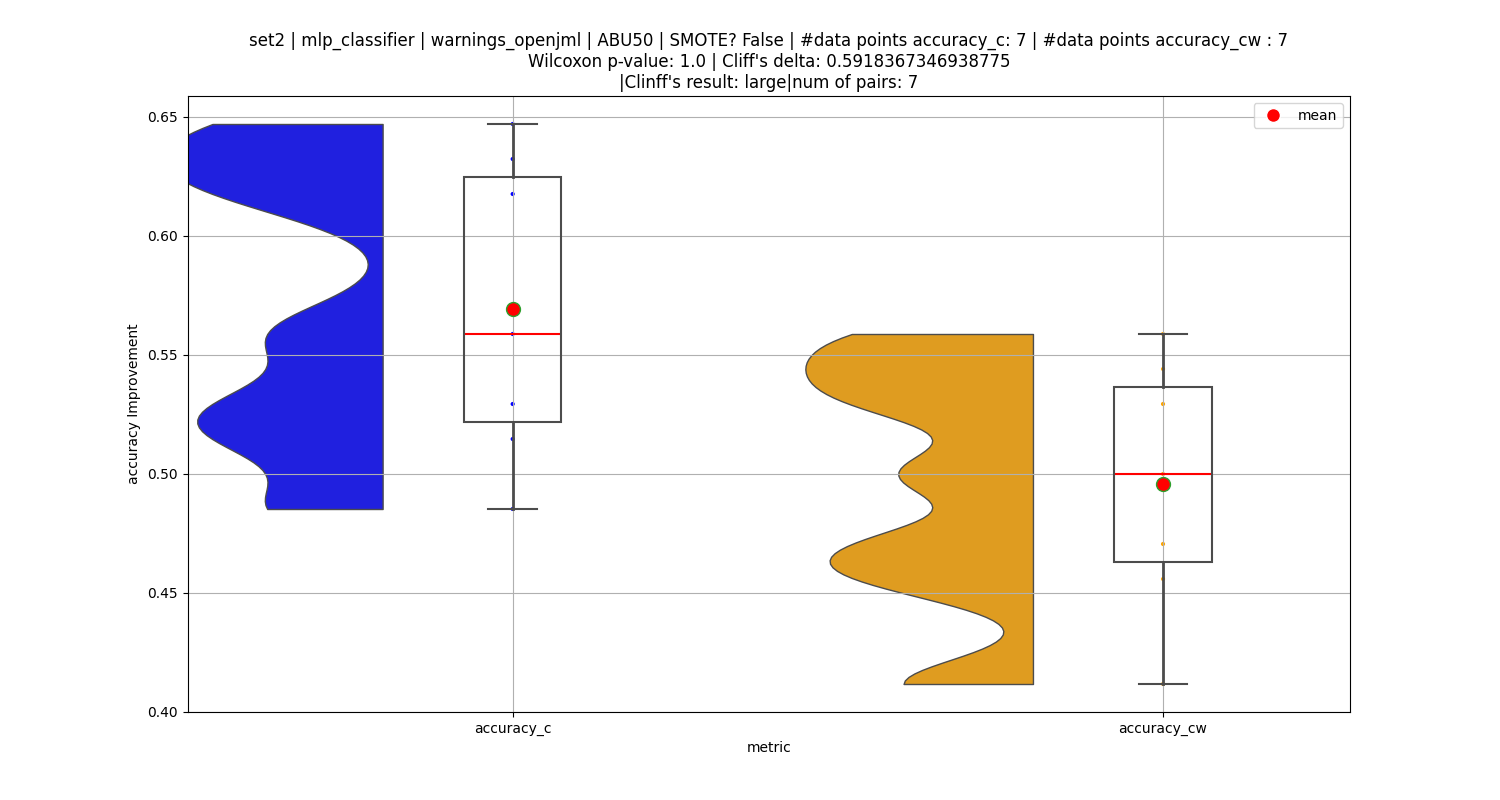 set2 | mlp_classifier | warnings_openjml | ABU50 | SMOTE? False | #data points accuracy_c: 7 | #data points accuracy_cw : 7
Wilcoxon p-value: 1.0 | Cliff's delta: 0.5918367346938775
|Clinff's result: large|num of pairs: 7
mean
0.65
0.60
0.55
0.50
0.45
0.40
accuracy Improvement
accuracy_c
accuracy_cw
metric